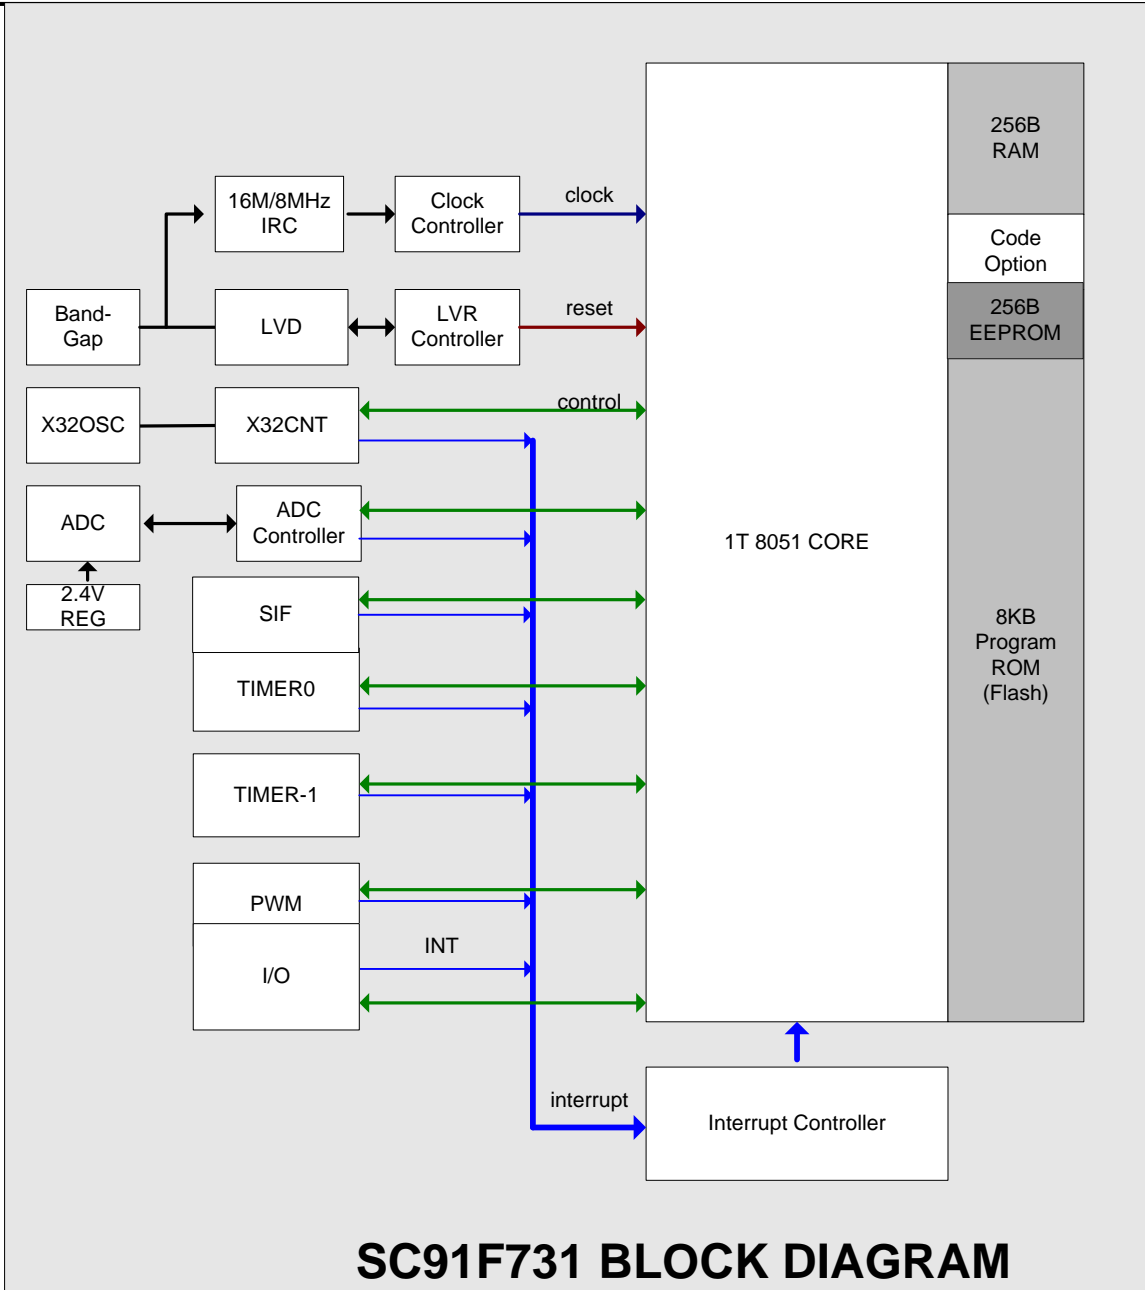 256B
RAM
16M/8MHz
IRC
Clock
Controller
clock
Code
Option
Band-
Gap
LVD
LVR
Controller
reset
256B
EEPROM
X32OSC
X32CNT
control
ADC
ADC
Controller
1T 8051 CORE
2.4V
REG
SIF
8KB
Program
ROM
(Flash)
TIMER0
TIMER-1
PWM
I/O
INT
interrupt
Interrupt Controller
SC91F731 BLOCK DIAGRAM